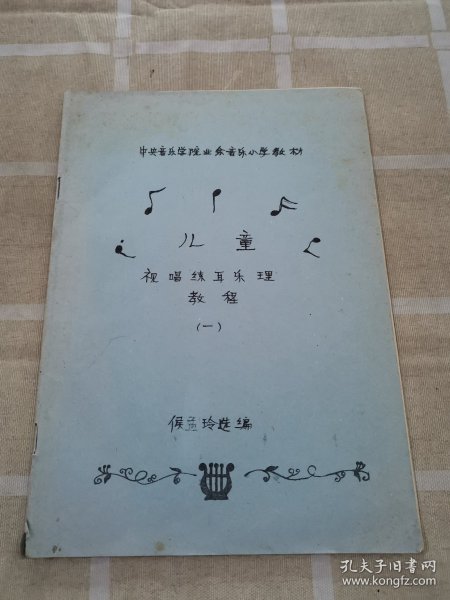 中央音乐学院业余音乐小学教材
儿童
视唱练耳乐理
教程
(一)
侯孟玲选编
孔夫子旧书网
www.kongfz.com